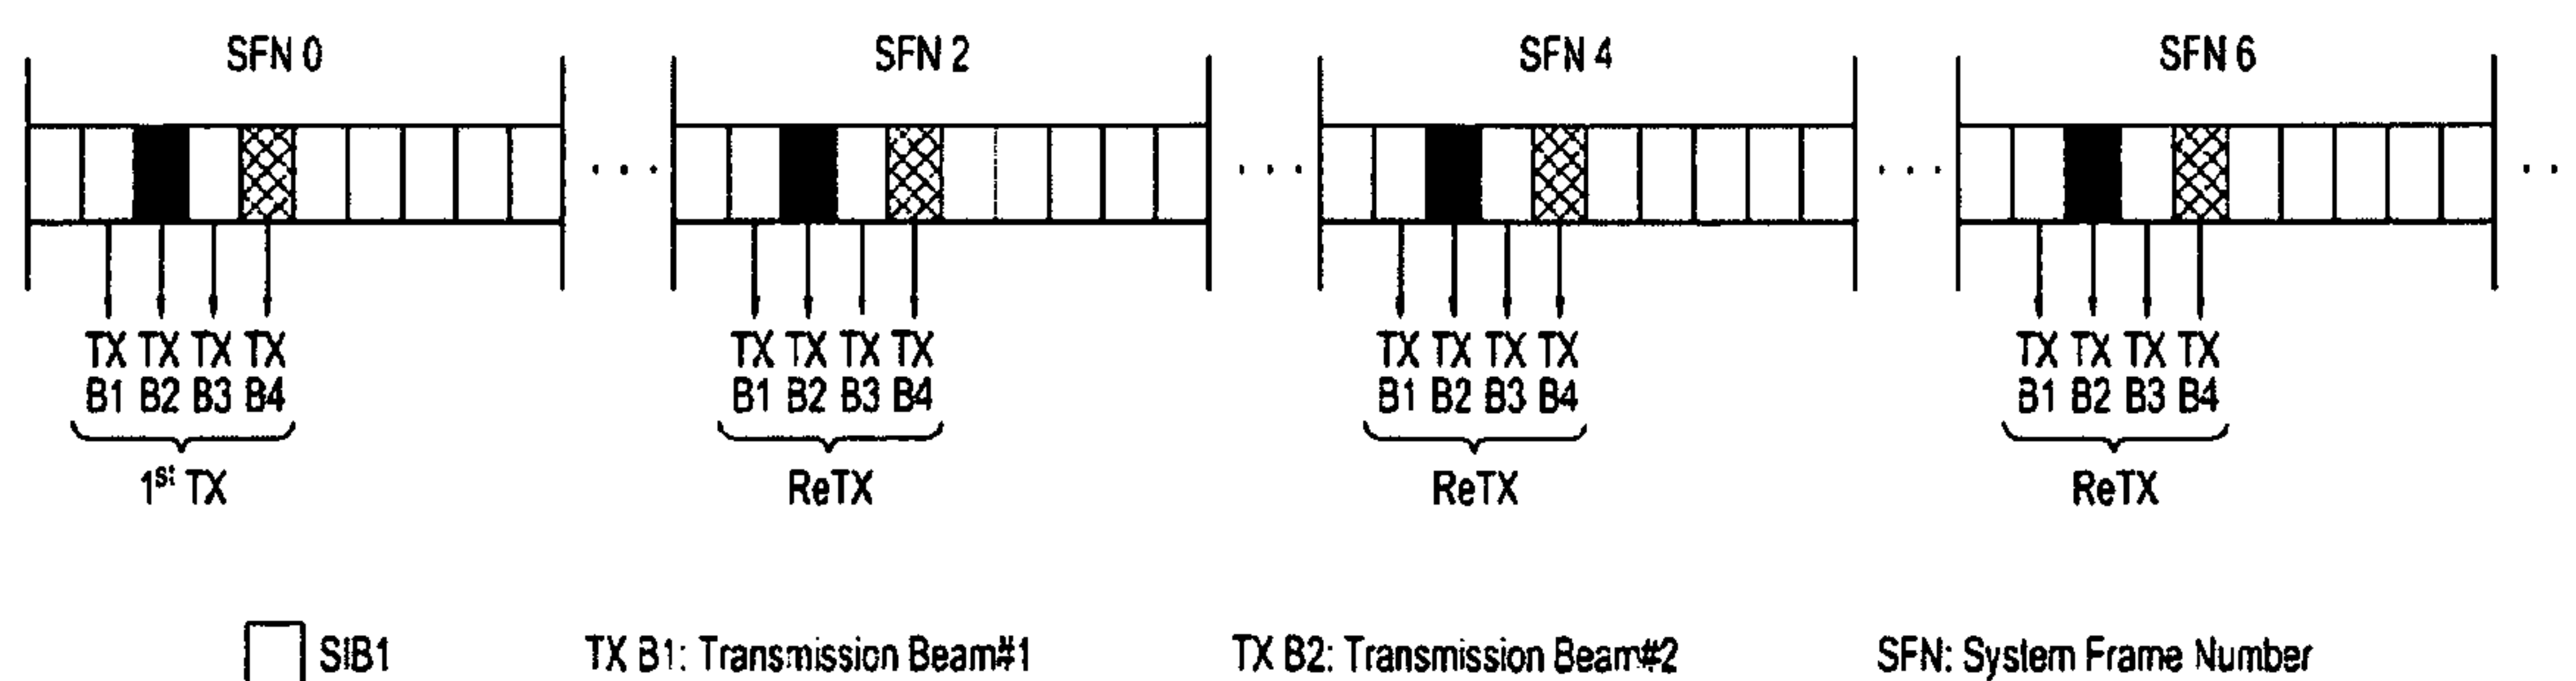 SFN 0 SFN 2 SFN 4 SFN 6
TX TX TX TX TX TX TX TX TX TX TX TX TX TX TX TX
B1 B2 B3 B4 B1 B2 B3 B4 B1 B2 B3 B4 B1 B2 B3 B4
1st TX ReTX ReTX ReTX
SIB1 TX B1: Transmission Beam#1 TX B2: Transmission Beam#2 SFN: System Frame Number